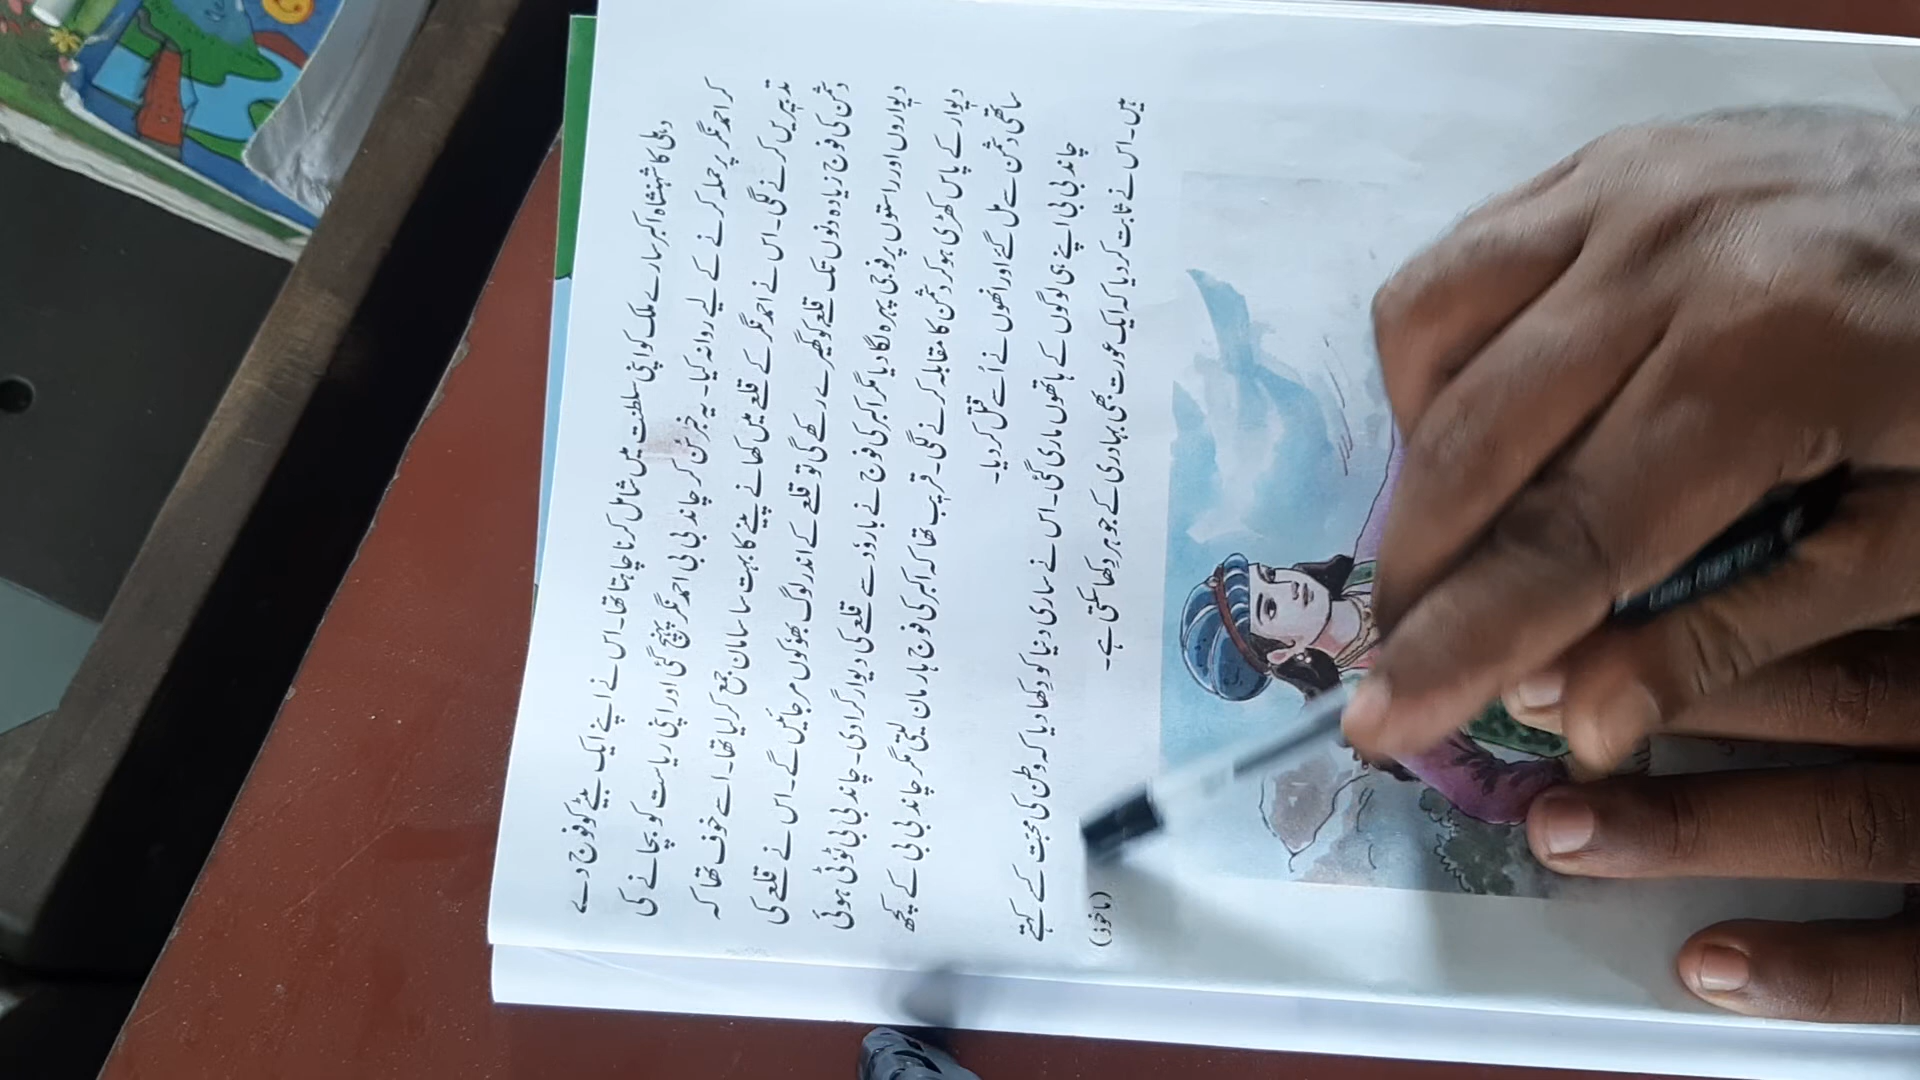 دہلی کا شہنشاہ اکبر سارے ملک کو اپنی سلطنت میں شامل کرنا چاہتا تھا۔ اس نے اپنے ایک بیٹے کو فوج دے
کر احمد نگر پر حملہ کرنے کے لیے روانہ کیا۔ یہ خبر سُن کر چاند بی بی احمد نگر پہنچ گئی اور اپنی ریاست کو بچانے کی
تدبیریں کرنے لگی۔ اس نے احمد نگر کے قلعے میں کھانے پینے کا بہت سا سامان جمع کر لیا تھا۔ اسے خوف تھا کہ
دشمن کی فوج زیادہ دنوں تک قلعے کو گھیرے رکھے گی تو قلعے کے اندر لوگ بھوٗکوں مر جائیں گے۔ اس نے قلعے کی
دیواروں اور راستوں پر فوجی پہرہ لگا دیا مگر اکبر کی فوج نے باروٗد سے قلعے کی دیوار گرا دی۔ چاند بی بی ٹوٹی ہوئی
دیوار کے پاس کھڑی ہو کر دشمن کا مقابلہ کرنے لگی۔ قریب تھا کہ اکبر کی فوج ہار مان لیتی مگر چاند بی بی کے کچھ
ساتھی دشمن سے مل گئے اور انھوں نے اُسے قتل کر دیا۔
چاند بی بی اپنے ہی لوگوں کے ہاتھوں ماری گئی۔ اس نے ساری دنیا کو دِکھا دیا کہ وطن کی محبت کسے کہتے
ہیں۔ اس نے ثابت کر دیا کہ ایک عورت بھی بہادری کے جوہر دِکھا سکتی ہے۔
(ماخوذ)